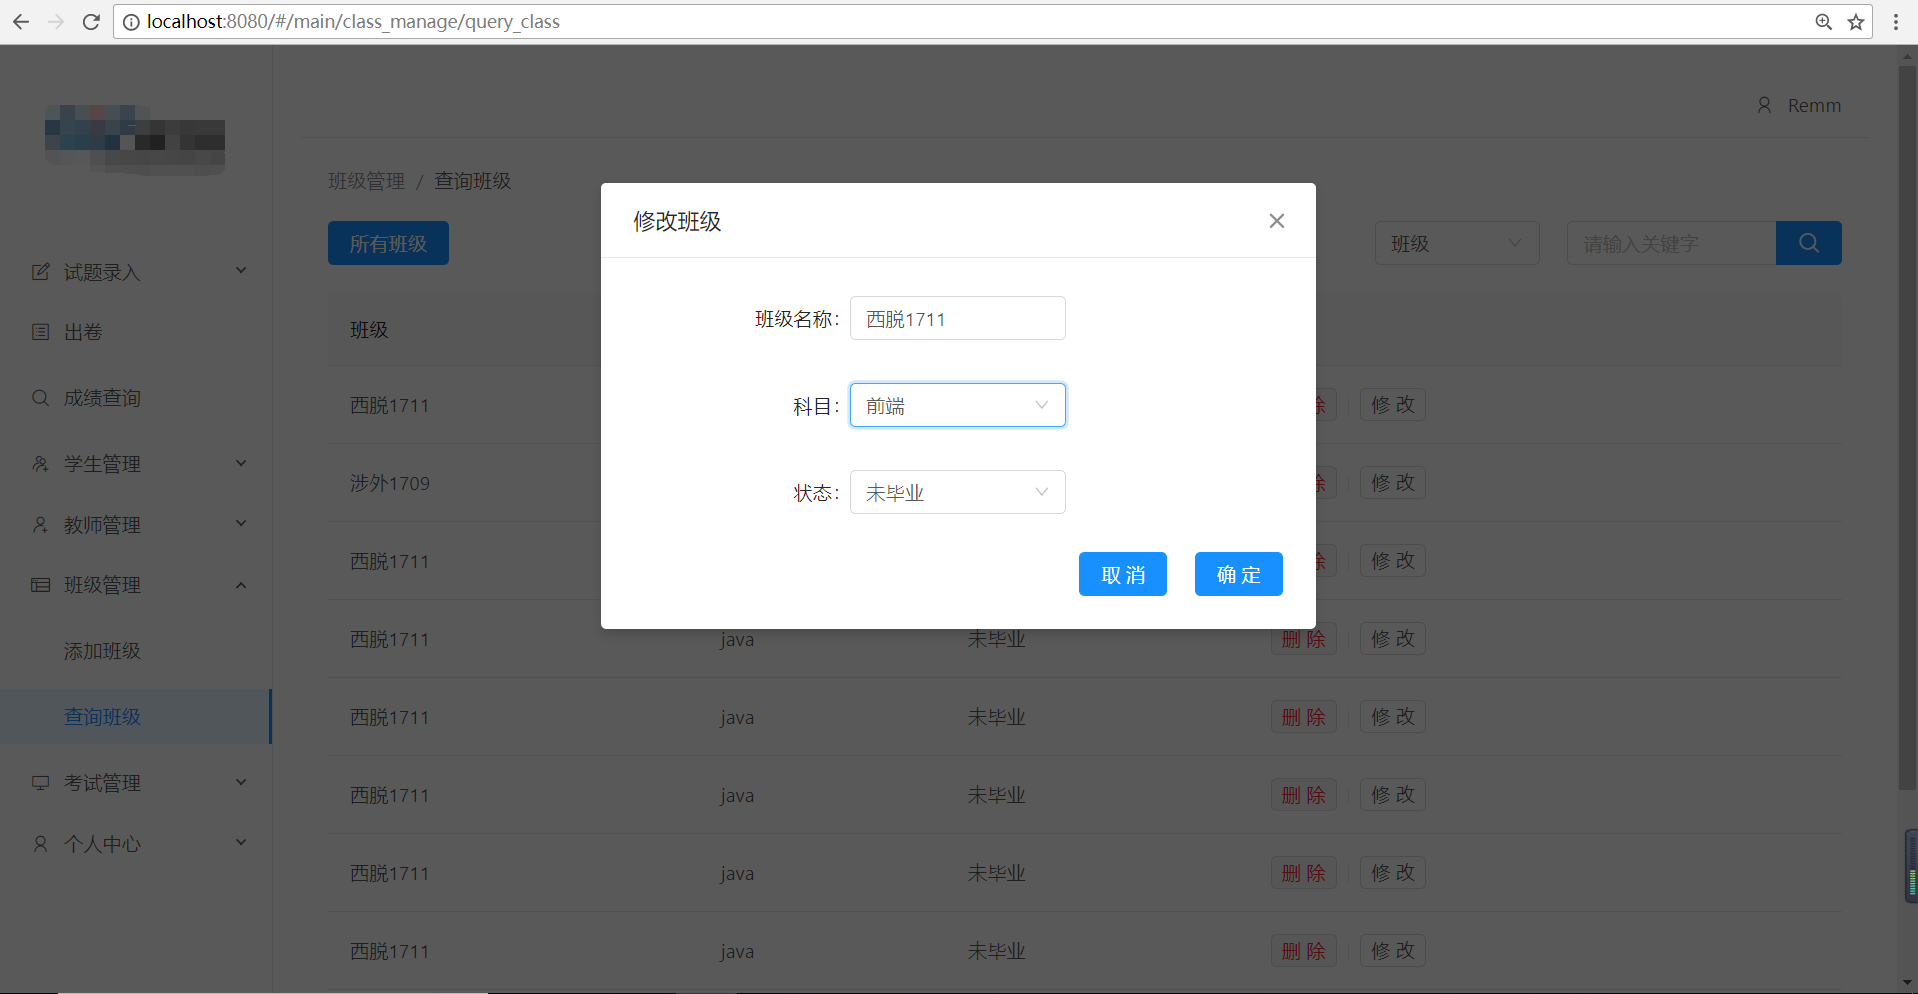 localhost:8080/#/main/class_manage/query_class
Remm
试题录入
出卷
成绩查询
学生管理
教师管理
班级管理
添加班级
查询班级
考试管理
个人中心
班级管理 / 查询班级
所有班级
班级
请输入关键字
班级
西脱1711
除 修 改
涉外1709
除 修 改
西脱1711
除 修 改
西脱1711 java 未毕业 删 除 修 改
西脱1711 java 未毕业 删 除 修 改
西脱1711 java 未毕业 删 除 修 改
西脱1711 java 未毕业 删 除 修 改
西脱1711 java 未毕业 删 除 修 改
修改班级
班级名称: 西脱1711
科目: 前端
状态: 未毕业
取 消 确 定